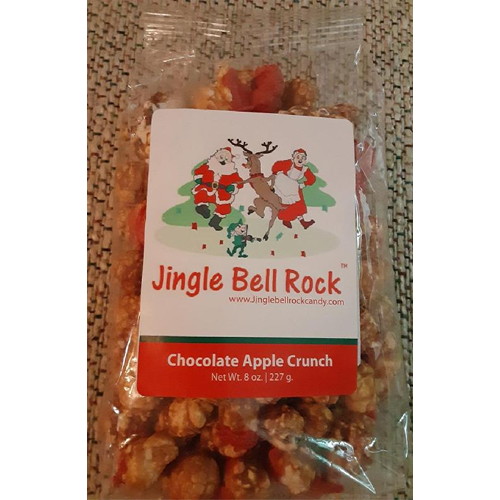 Jingle Bell Rock™
www.Jinglebellrockcandy.com
Chocolate Apple Crunch
Net Wt. 8 oz. | 227 g.